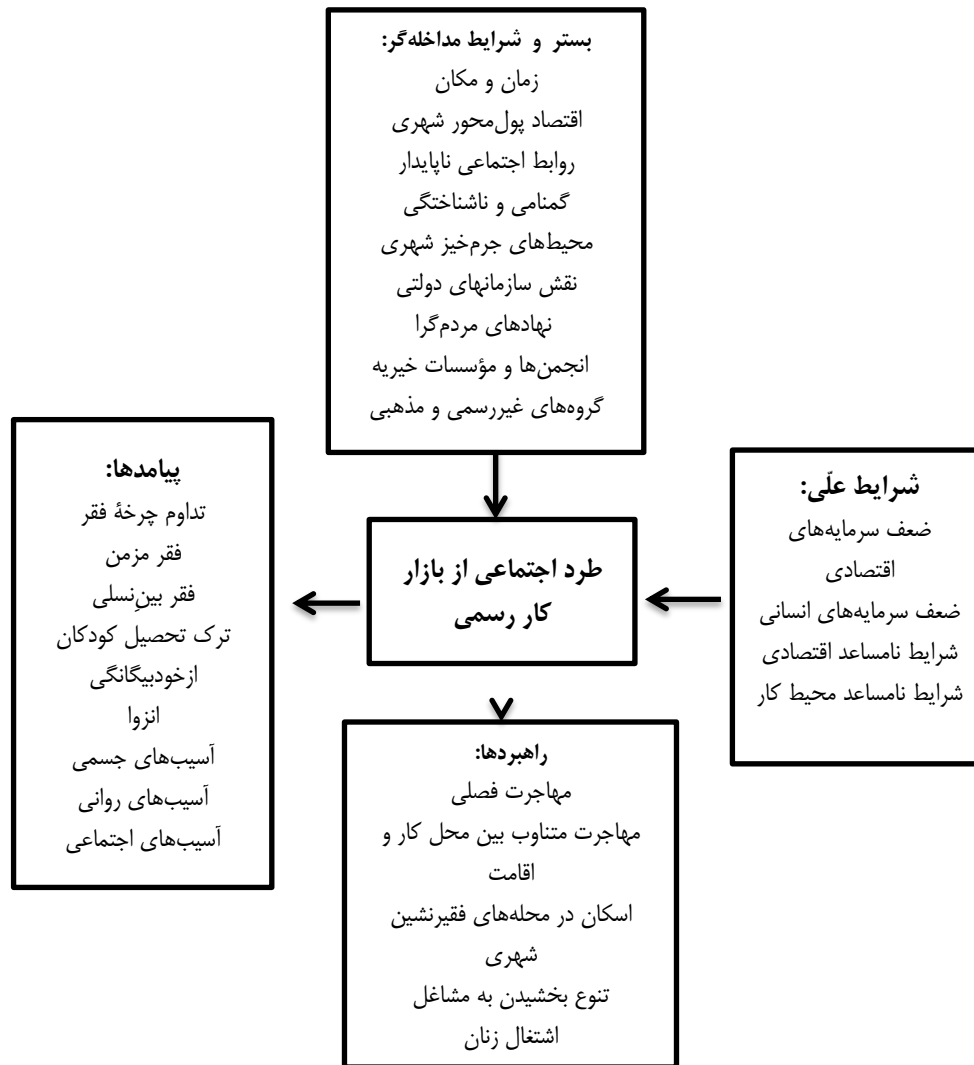 بستر و شرایط مداخله‌گر:
زمان و مکان
اقتصاد پول‌محور شهری
روابط اجتماعی ناپایدار
گمنامی و ناشناختگی
محیط‌های جرم‌خیز شهری
نقش سازمانهای دولتی
نهادهای مردم‌گرا
انجمن‌ها و مؤسسات خیریه
گروه‌های غیررسمی و مذهبی
شرایط علّی:
ضعف سرمایه‌های
اقتصادی
ضعف سرمایه‌های انسانی
شرایط نامساعد اقتصادی
شرایط نامساعد محیط کار
طرد اجتماعی از بازار
کار رسمی
پیامدها:
تداوم چرخۀ فقر
فقر مزمن
فقر بینِ‌نسلی
ترک تحصیل کودکان
ازخودبیگانگی
انزوا
آسیب‌های جسمی
آسیب‌های روانی
آسیب‌های اجتماعی
راهبردها:
مهاجرت فصلی
مهاجرت متناوب بین محل کار و
اقامت
اسکان در محله‌های فقیرنشین
شهری
تنوع بخشیدن به مشاغل
اشتغال زنان